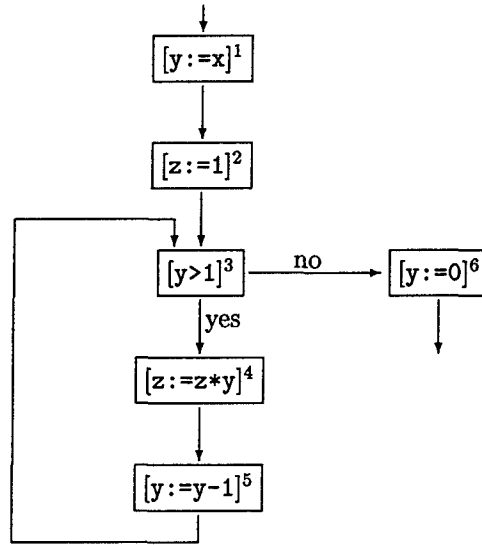 [y:=x]¹
[z:=1]²
[y>1]³ no [y:=0]⁶
yes
[z:=z*y]⁴
[y:=y-1]⁵